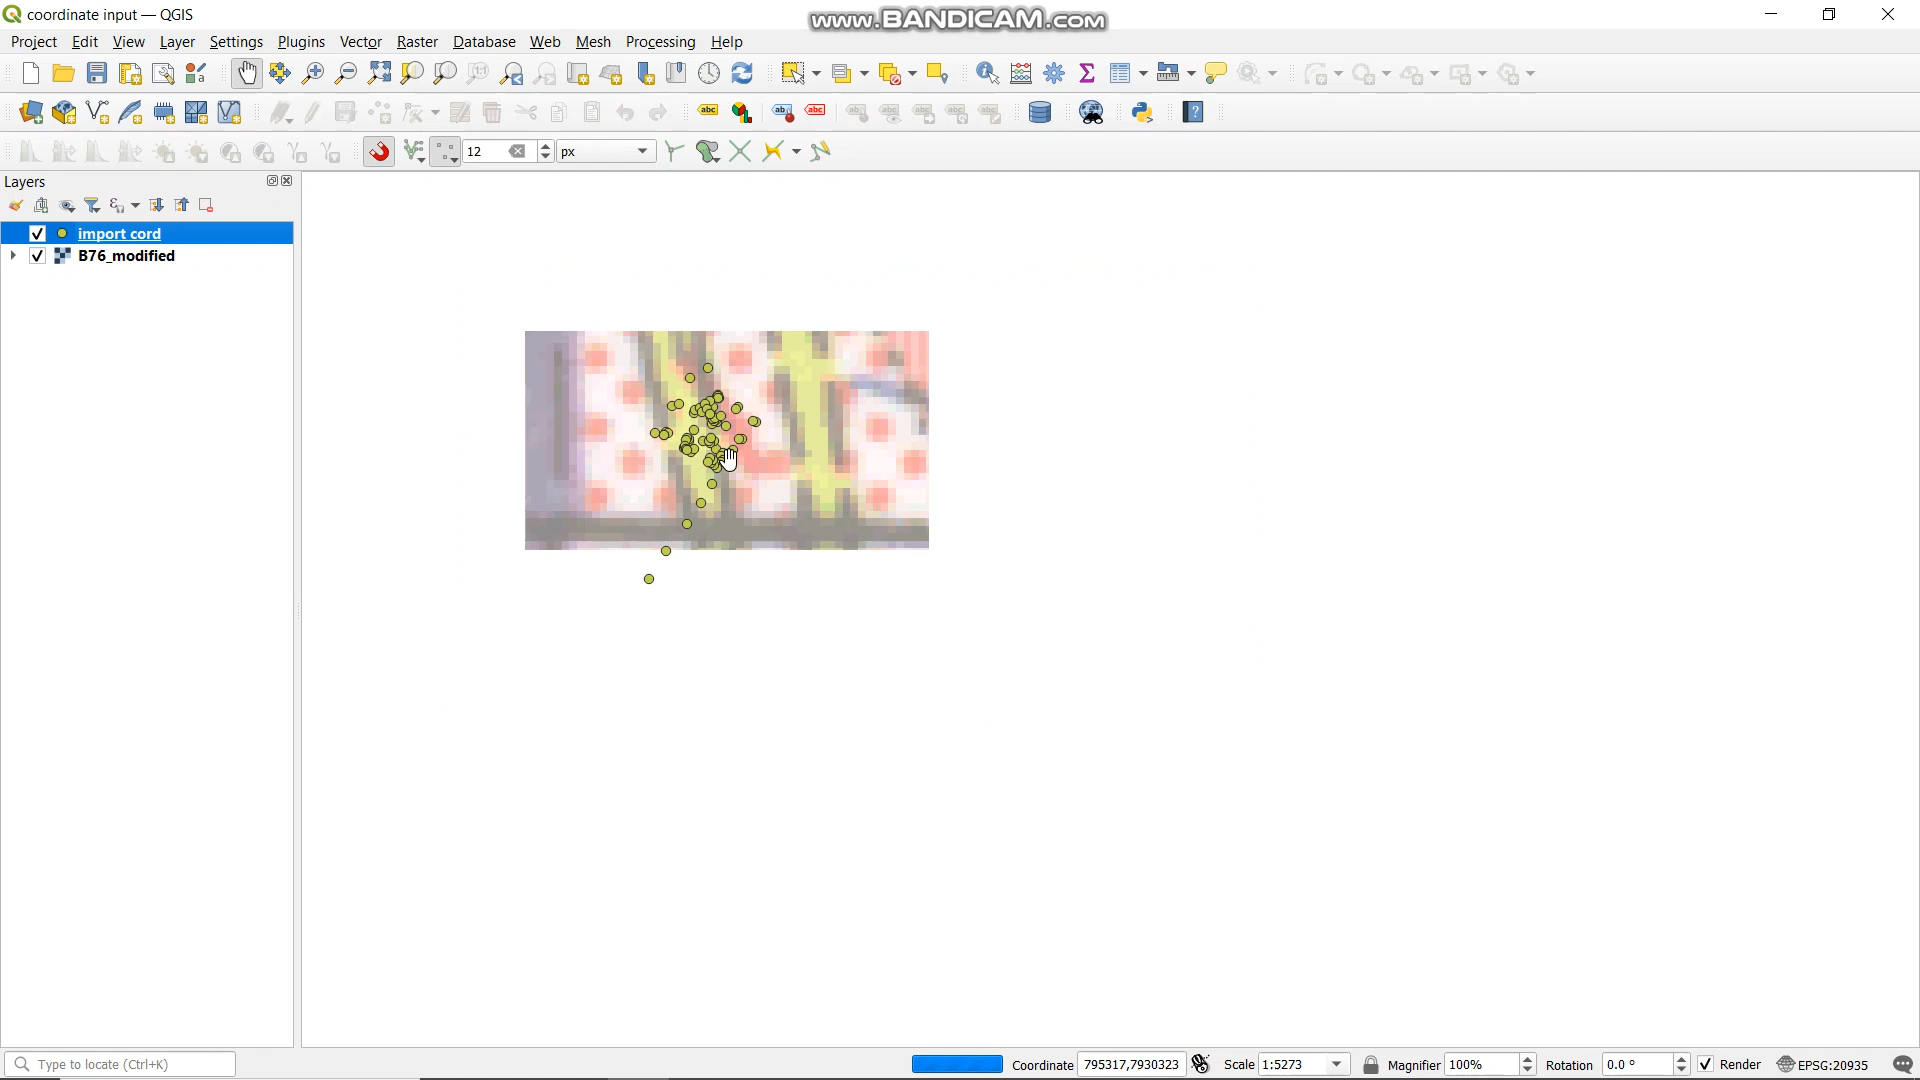 coordinate input — QGIS
www.BANDICAM.com
Project Edit View Layer Settings Plugins Vector Raster Database Web Mesh Processing Help
12 px
Layers
import cord
B76_modified
Type to locate (Ctrl+K) Coordinate 795317,7930323 Scale 1:5273 Magnifier 100% Rotation 0.0 ° Render EPSG:20935